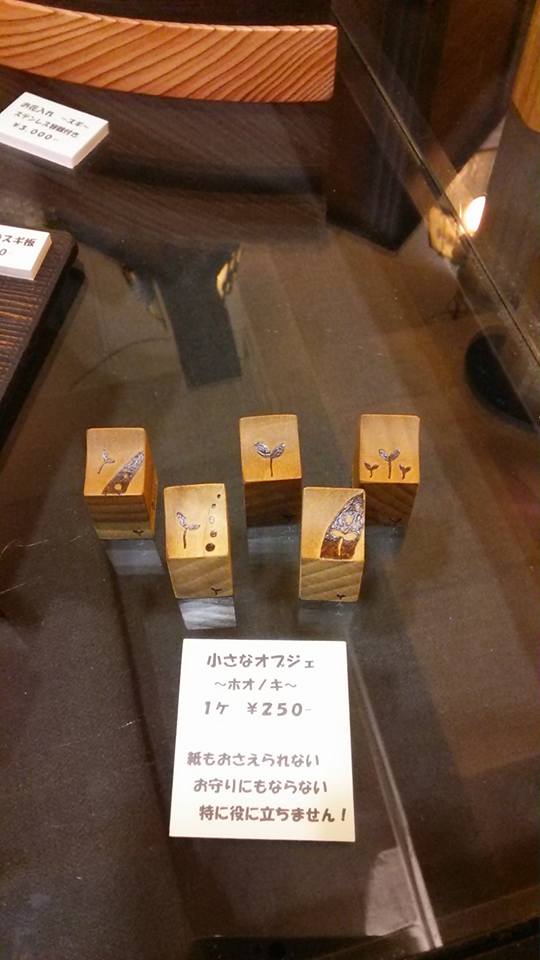 お花入れ ～スギ～
ステンレス容器付き
¥3,000-
スギ板
0
小さなオブジェ
～ホオノキ～
1ケ ¥250-
紙もおさえられない
お守りにもならない
特に役に立ちません！